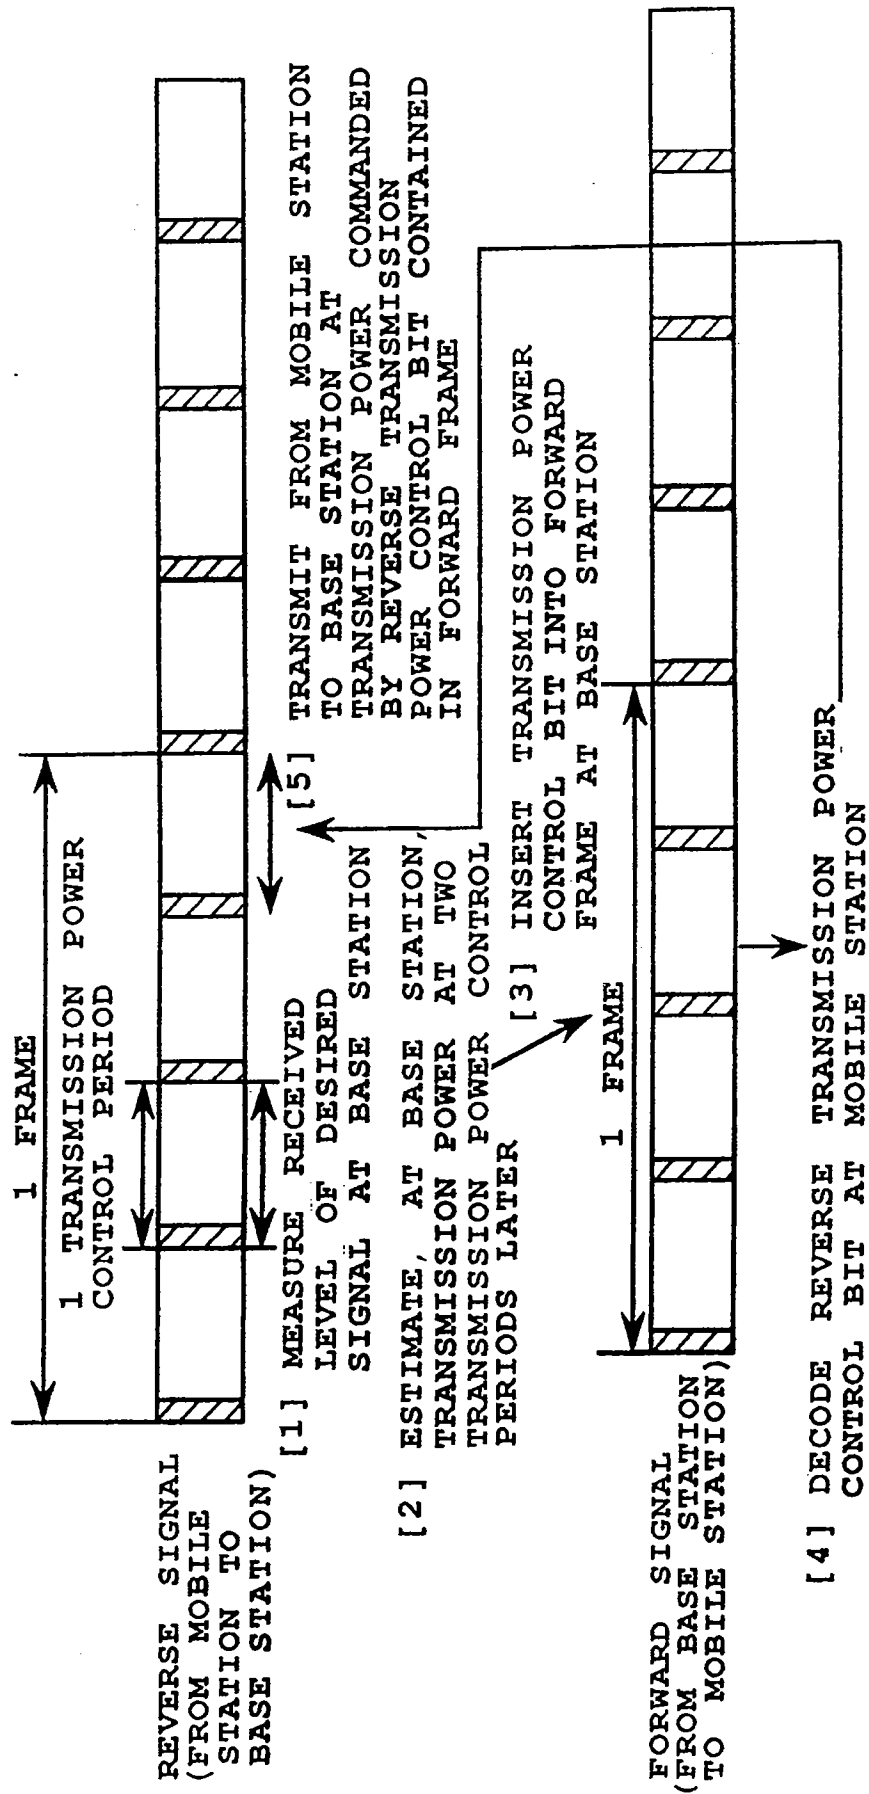 1 FRAME
1 TRANSMISSION POWER
CONTROL PERIOD
REVERSE SIGNAL
(FROM MOBILE
STATION TO
BASE STATION)
[1] MEASURE RECEIVED
LEVEL OF DESIRED
SIGNAL AT BASE STATION
[2] ESTIMATE, AT BASE STATION,
TRANSMISSION POWER AT TWO
TRANSMISSION POWER CONTROL
PERIODS LATER
[5] TRANSMIT FROM MOBILE STATION
TO BASE STATION AT
TRANSMISSION POWER COMMANDED
BY REVERSE TRANSMISSION
POWER CONTROL BIT CONTAINED
IN FORWARD FRAME
[3] INSERT TRANSMISSION POWER
CONTROL BIT INTO FORWARD
FRAME AT BASE STATION
1 FRAME
FORWARD SIGNAL
(FROM BASE STATION
TO MOBILE STATION)
[4] DECODE REVERSE TRANSMISSION POWER
CONTROL BIT AT MOBILE STATION